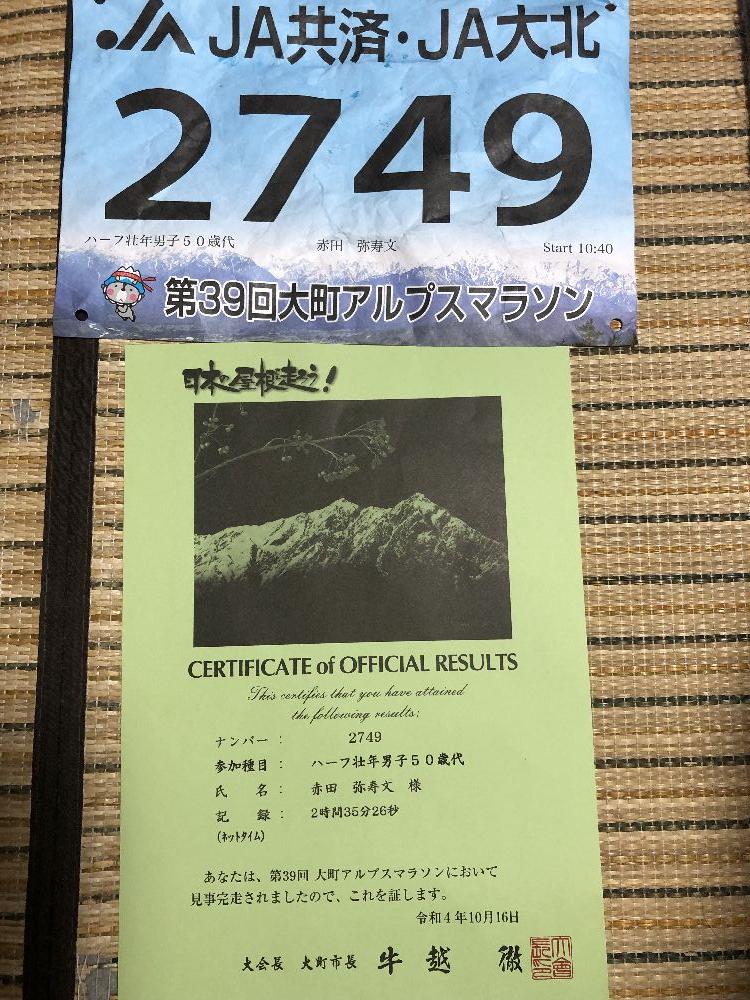 JA JA共済・JA大北
2749
ハーフ壮年男子５０歳代 赤田 弥寿文 Start 10:40
第39回大町アルプスマラソン
日本の屋根走ろう!
CERTIFICATE of OFFICIAL RESULTS
This certifies that you have attained
the following results;
ナンバー : 2749
参加種目 : ハーフ壮年男子５０歳代
氏 名 : 赤田 弥寿文 様
記 録 : 2時間35分26秒
(ネットタイム)
あなたは、第39回 大町アルプスマラソンにおいて
見事完走されましたので、これを証します。
令和４年10月16日
大会長 大町市長 牛越 徹